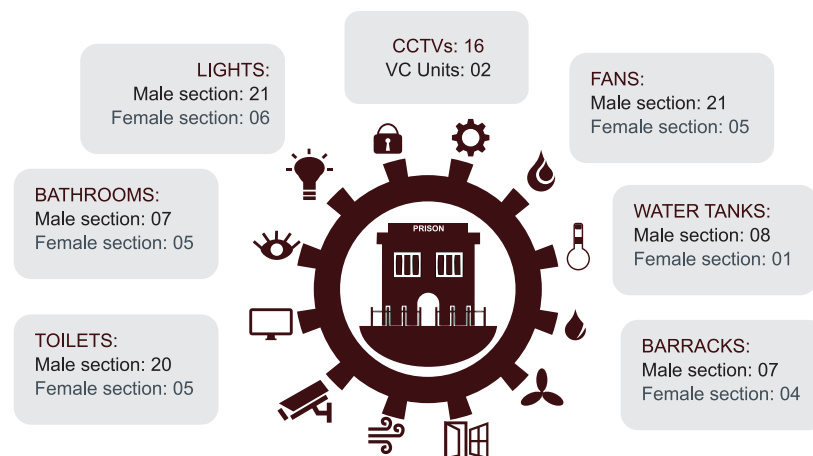 CCTVs: 16
VC Units: 02
LIGHTS:
Male section: 21
Female section: 06
FANS:
Male section: 21
Female section: 05
BATHROOMS:
Male section: 07
Female section: 05
PRISON
WATER TANKS:
Male section: 08
Female section: 01
TOILETS:
Male section: 20
Female section: 05
BARRACKS:
Male section: 07
Female section: 04